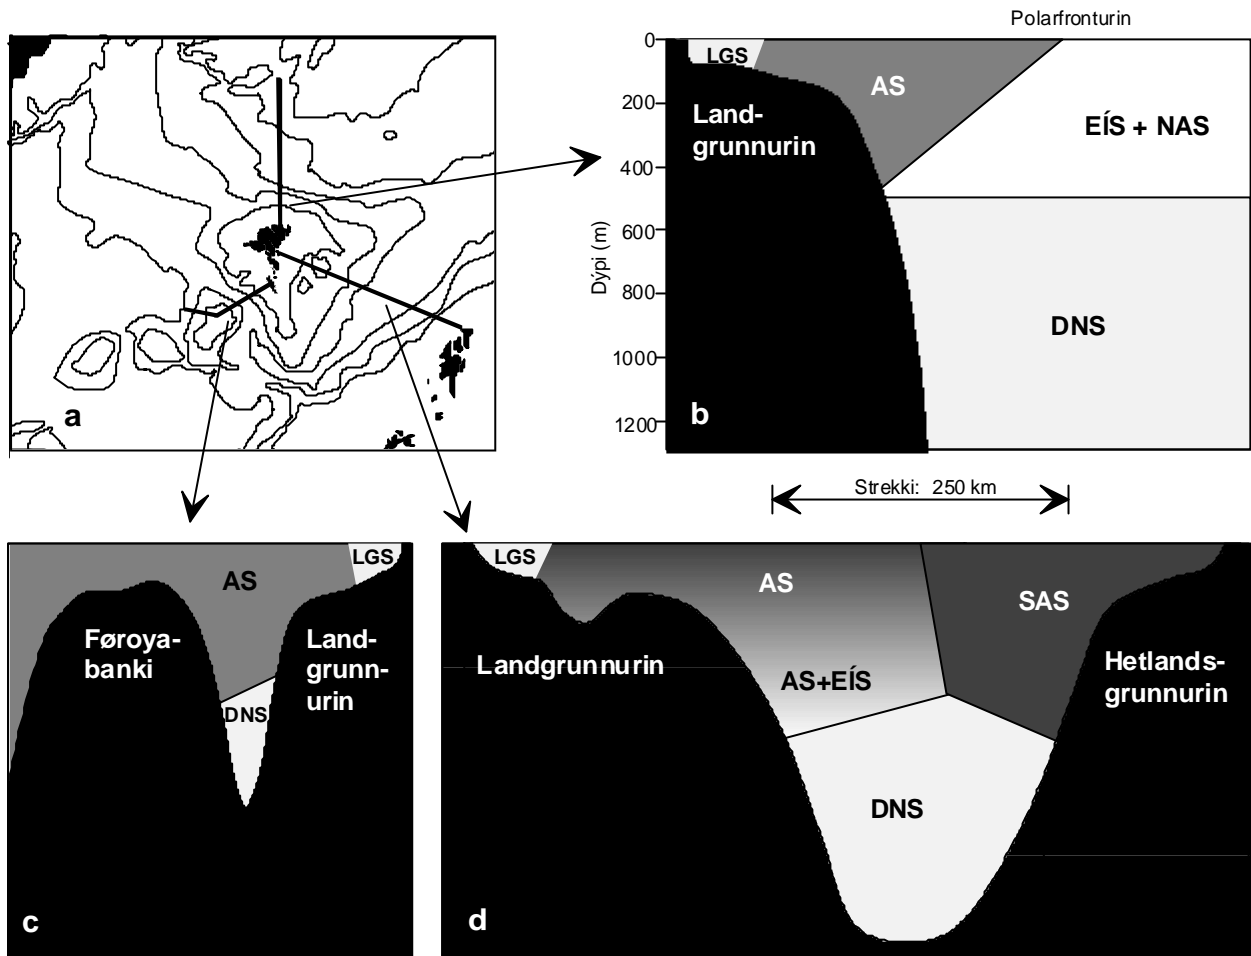 a
Polarfronturin
0
200
400
600
800
1000
1200
Dýpi (m)
LGS
AS
Land-
grunnurin
EÍS + NAS
DNS
b
Strekki: 250 km
LGS
AS
Føroya-
banki
Land-
grunn-
urin
DNS
c
LGS
AS
SAS
Landgrunnurin
AS+EÍS
Hetlands-
grunnurin
DNS
d